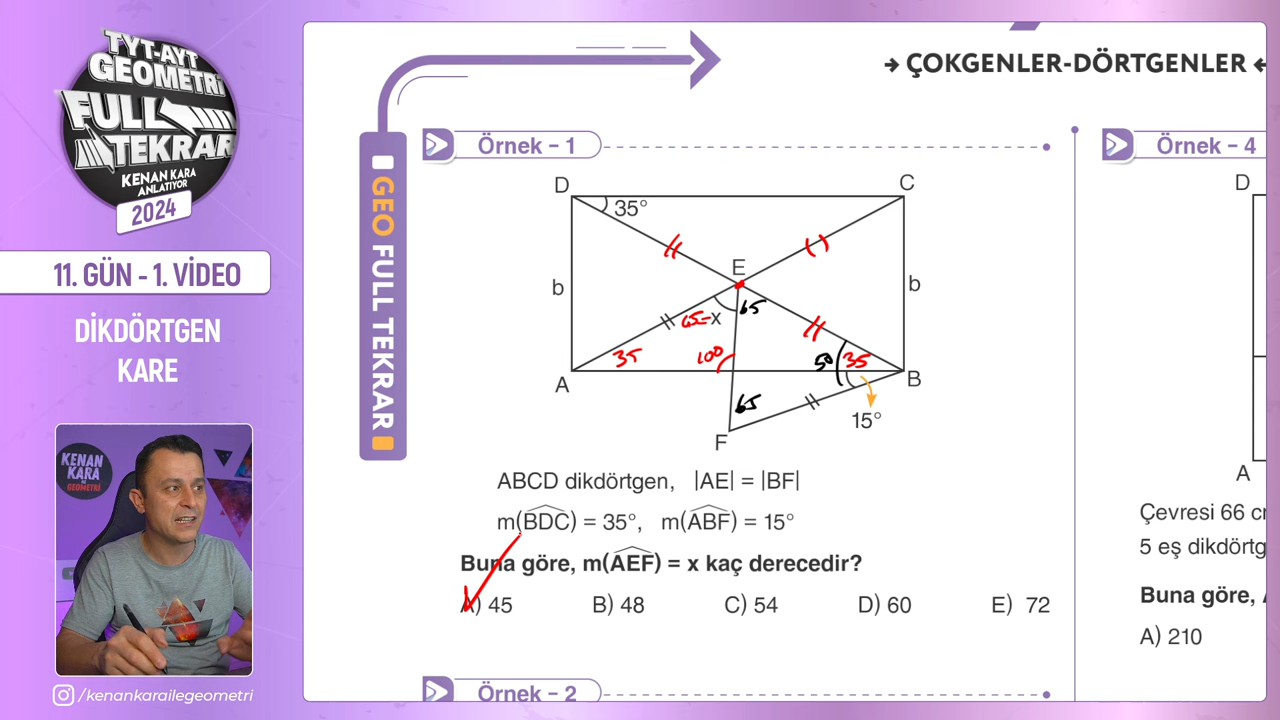 TYT-AYT
GEOMETRİ
FULL
TEKRAR
KENAN KARA
ANLATIYOR
2024
11. GÜN - 1. VİDEO
DİKDÖRTGEN
KARE
KENAN
KARA
GEOMETRİ
/kenankarailegeometri
GEO FULL TEKRAR
→ ÇOKGENLER-DÖRTGENLER ←
Örnek – 1
D
C
35°
E
b
b
65
65=x
35
100
50
35
A
B
65
15°
F
ABCD dikdörtgen, |AE| = |BF|
m(BDC) = 35°, m(ABF) = 15°
Buna göre, m(AEF) = x kaç derecedir?
A) 45 B) 48 C) 54 D) 60 E) 72
Örnek – 2
Örnek – 4
D
A
Çevresi 66 c
5 eş dikdörtg
Buna göre,
A) 210